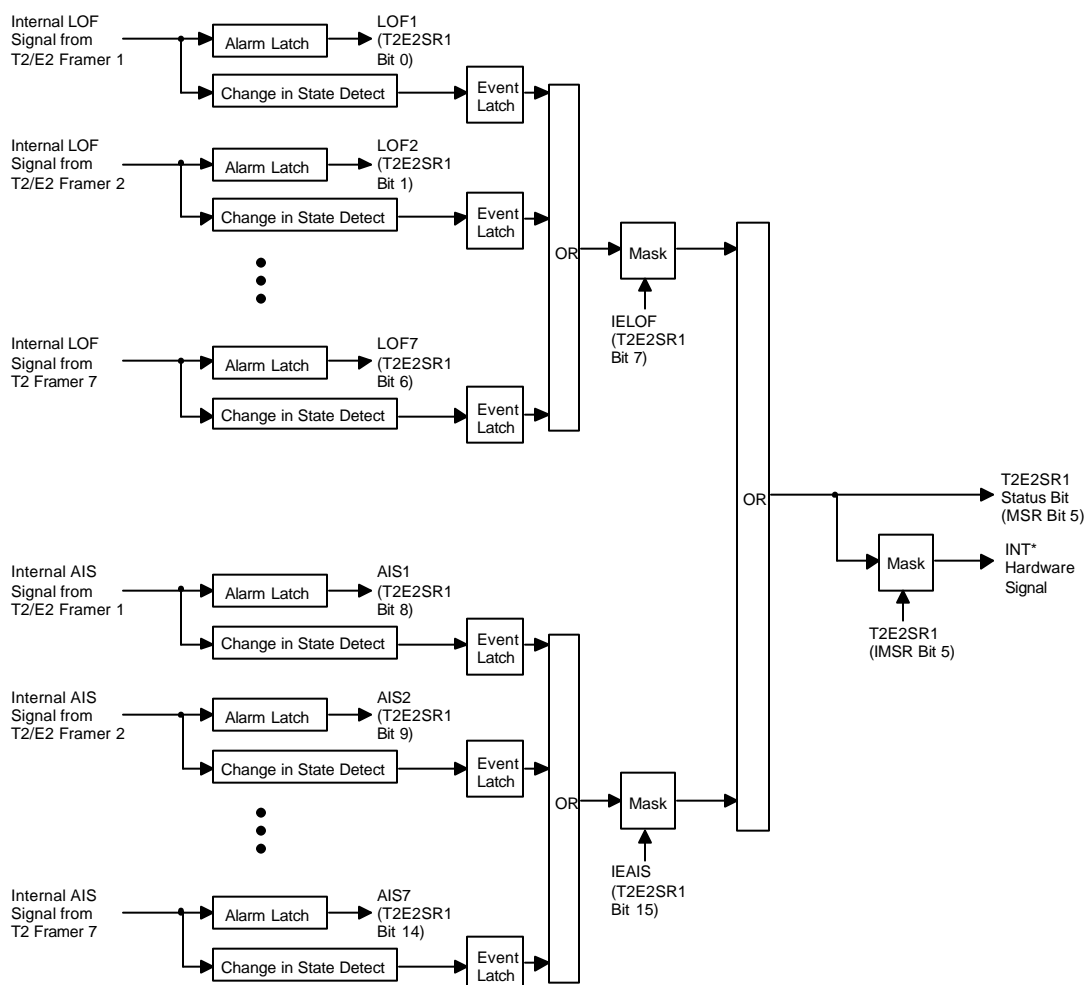 Internal LOF
Signal from
T2/E2 Framer 1
Alarm Latch
LOF1
(T2E2SR1
Bit 0)
Change in State Detect
Event
Latch
Internal LOF
Signal from
T2/E2 Framer 2
Alarm Latch
LOF2
(T2E2SR1
Bit 1)
Change in State Detect
Event
Latch
OR
Mask
IELOF
(T2E2SR1
Bit 7)
Internal LOF
Signal from
T2 Framer 7
Alarm Latch
LOF7
(T2E2SR1
Bit 6)
Change in State Detect
Event
Latch
OR
T2E2SR1
Status Bit
(MSR Bit 5)
Mask
INT*
Hardware
Signal
T2E2SR1
(IMSR Bit 5)
Internal AIS
Signal from
T2/E2 Framer 1
Alarm Latch
AIS1
(T2E2SR1
Bit 8)
Change in State Detect
Event
Latch
Internal AIS
Signal from
T2/E2 Framer 2
Alarm Latch
AIS2
(T2E2SR1
Bit 9)
Change in State Detect
Event
Latch
OR
Mask
IEAIS
(T2E2SR1
Bit 15)
Internal AIS
Signal from
T2 Framer 7
Alarm Latch
AIS7
(T2E2SR1
Bit 14)
Change in State Detect
Event
Latch